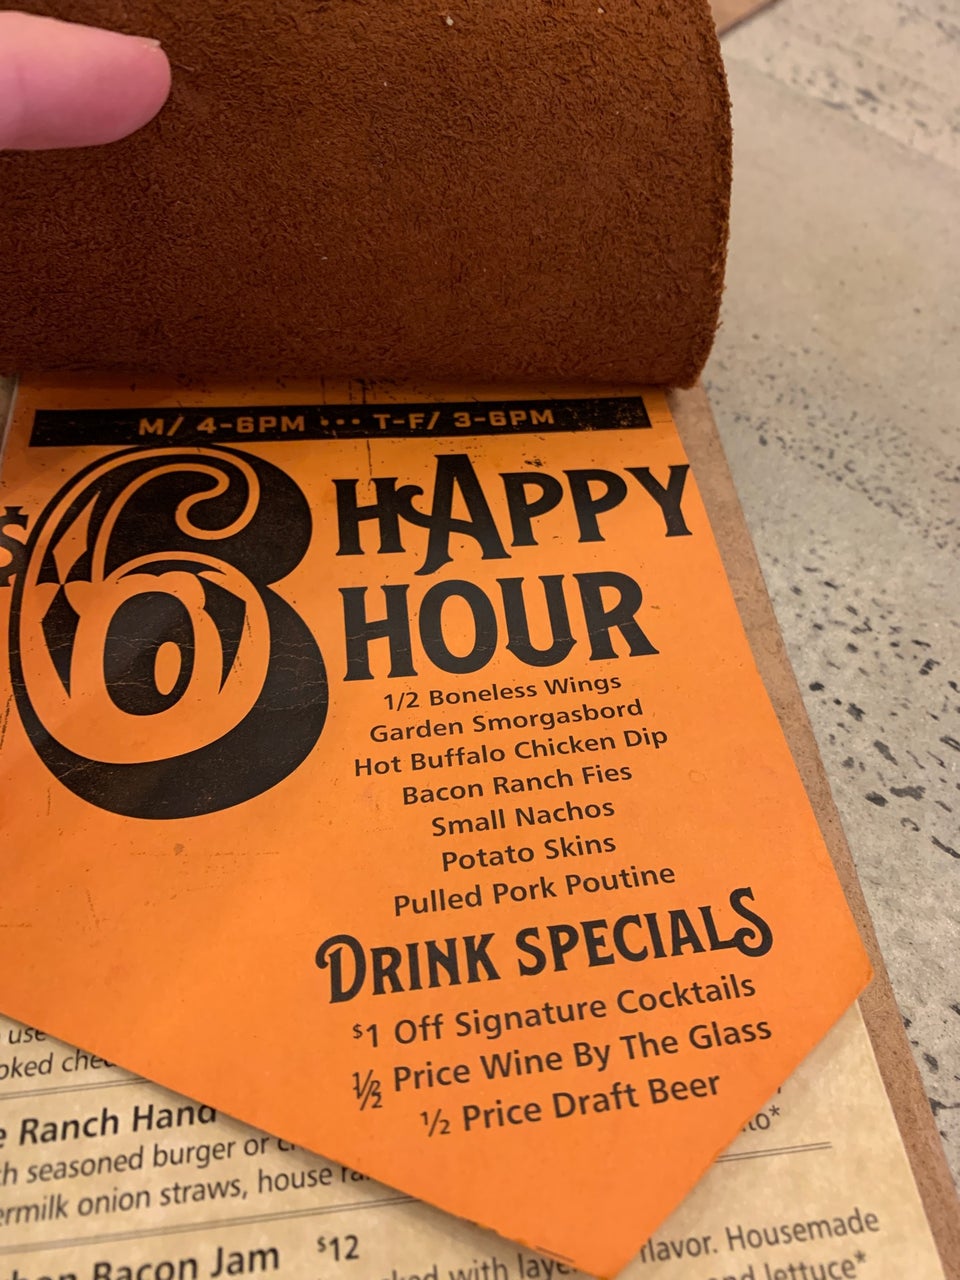 M/ 4-6PM ··· T-F/ 3-6PM
$6 HAPPY
HOUR
1/2 Boneless Wings
Garden Smorgasbord
Hot Buffalo Chicken Dip
Bacon Ranch Fies
Small Nachos
Potato Skins
Pulled Pork Poutine
DRINK SPECIALS
$1 Off Signature Cocktails
½ Price Wine By The Glass
½ Price Draft Beer
use
Ranch Hand
seasoned burger or
onion straws, house
Bacon Jam $12
with
flavor. Housemade
lettuce*